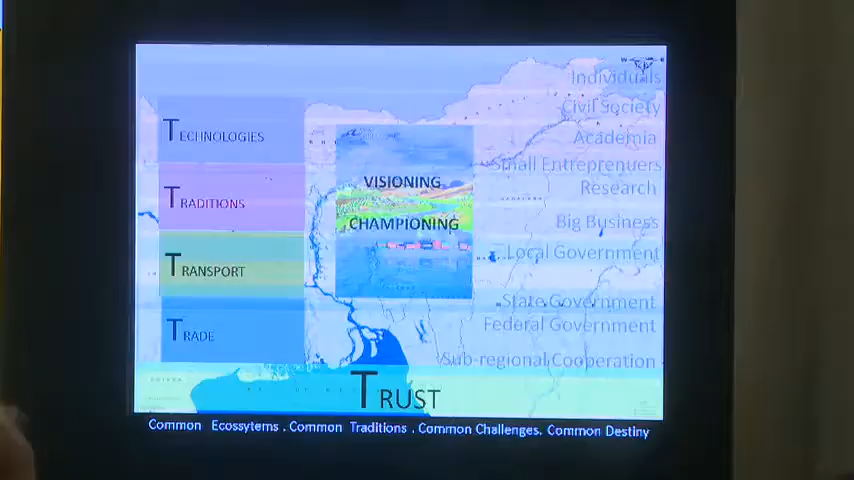 TECHNOLOGIES
TRADITIONS
TRANSPORT
TRADE
VISIONING
CHAMPIONING
Individuals
Civil Society
Academia
Small Entreprenuers
Research
Big Business
Local Government
State Government
Federal Government
Sub-regional Cooperation
TRUST
Common Ecossytems . Common Traditions . Common Challenges. Common Destiny